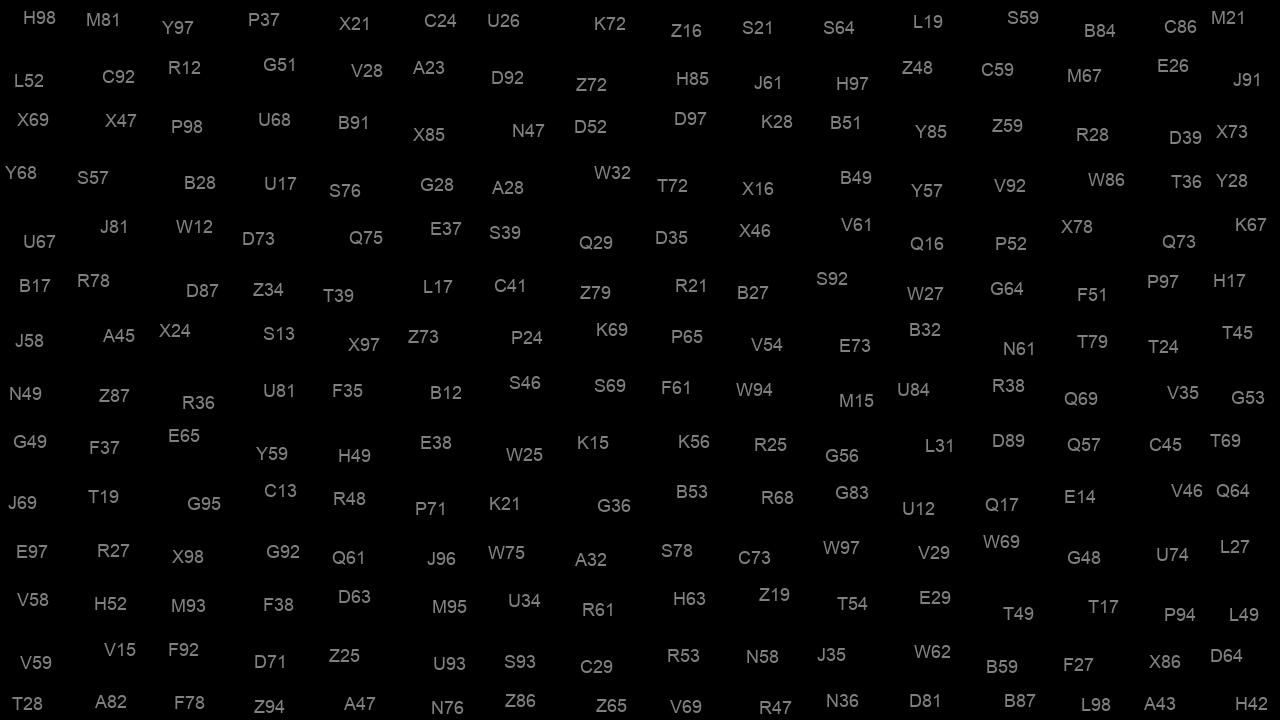 H98 M81 Y97 P37 X21 C24 U26 K72 Z16 S21 S64 L19 S59 B84 C86 M21
L52 C92 R12 G51 V28 A23 D92 Z72 H85 J61 H97 Z48 C59 M67 E26 J91
X69 X47 P98 U68 B91 X85 N47 D52 D97 K28 B51 Y85 Z59 R28 D39 X73
Y68 S57 B28 U17 S76 G28 A28 W32 T72 X16 B49 Y57 V92 W86 T36 Y28
U67 J81 W12 D73 Q75 E37 S39 Q29 D35 X46 V61 Q16 P52 X78 Q73 K67
B17 R78 D87 Z34 T39 L17 C41 Z79 R21 B27 S92 W27 G64 F51 P97 H17
J58 A45 X24 S13 X97 Z73 P24 K69 P65 V54 E73 B32 N61 T79 T24 T45
N49 Z87 R36 U81 F35 B12 S46 S69 F61 W94 M15 U84 R38 Q69 V35 G53
G49 F37 E65 Y59 H49 E38 W25 K15 K56 R25 G56 L31 D89 Q57 C45 T69
J69 T19 G95 C13 R48 P71 K21 G36 B53 R68 G83 U12 Q17 E14 V46 Q64
E97 R27 X98 G92 Q61 J96 W75 A32 S78 C73 W97 V29 W69 G48 U74 L27
V58 H52 M93 F38 D63 M95 U34 R61 H63 Z19 T54 E29 T49 T17 P94 L49
V59 V15 F92 D71 Z25 U93 S93 C29 R53 N58 J35 W62 B59 F27 X86 D64
T28 A82 F78 Z94 A47 N76 Z86 Z65 V69 R47 N36 D81 B87 L98 A43 H42